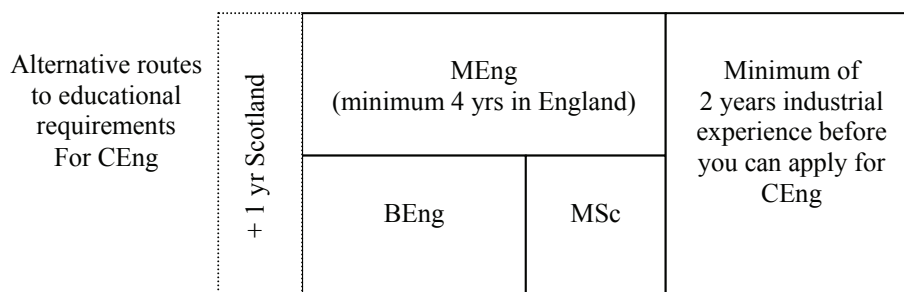 Alternative routes
to educational
requirements
For CEng
+ 1 yr Scotland
MEng
(minimum 4 yrs in England)
BEng
MSc
Minimum of
2 years industrial
experience before
you can apply for
CEng